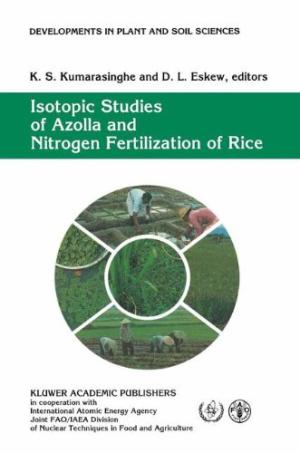 DEVELOPMENTS IN PLANT AND SOIL SCIENCES
K. S. Kumarasinghe and D. L. Eskew, editors
Isotopic Studies
of Azolla and
Nitrogen Fertilization of Rice
KLUWER ACADEMIC PUBLISHERS
in cooperation with
International Atomic Energy Agency
Joint FAO/IAEA Division
of Nuclear Techniques in Food and Agriculture